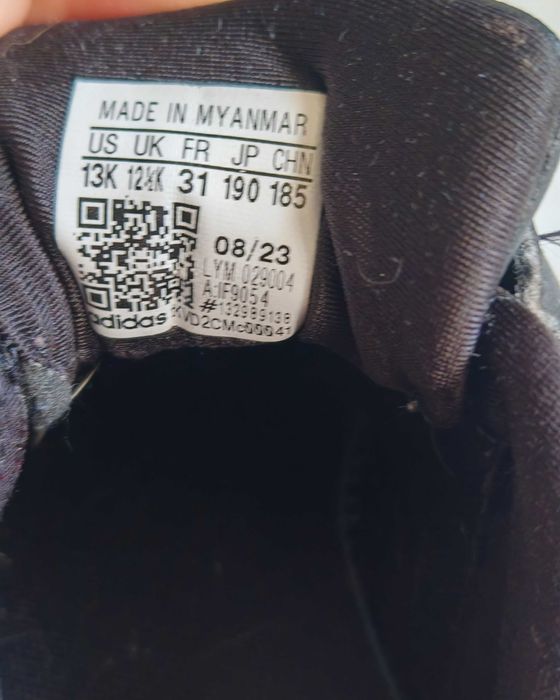 MADE IN MYANMAR
US UK FR JP CHN
13K 12½K 31 190 185
08/23
LYM 029004
A:IF9054
#132989138
adidas KVD2CMc00041